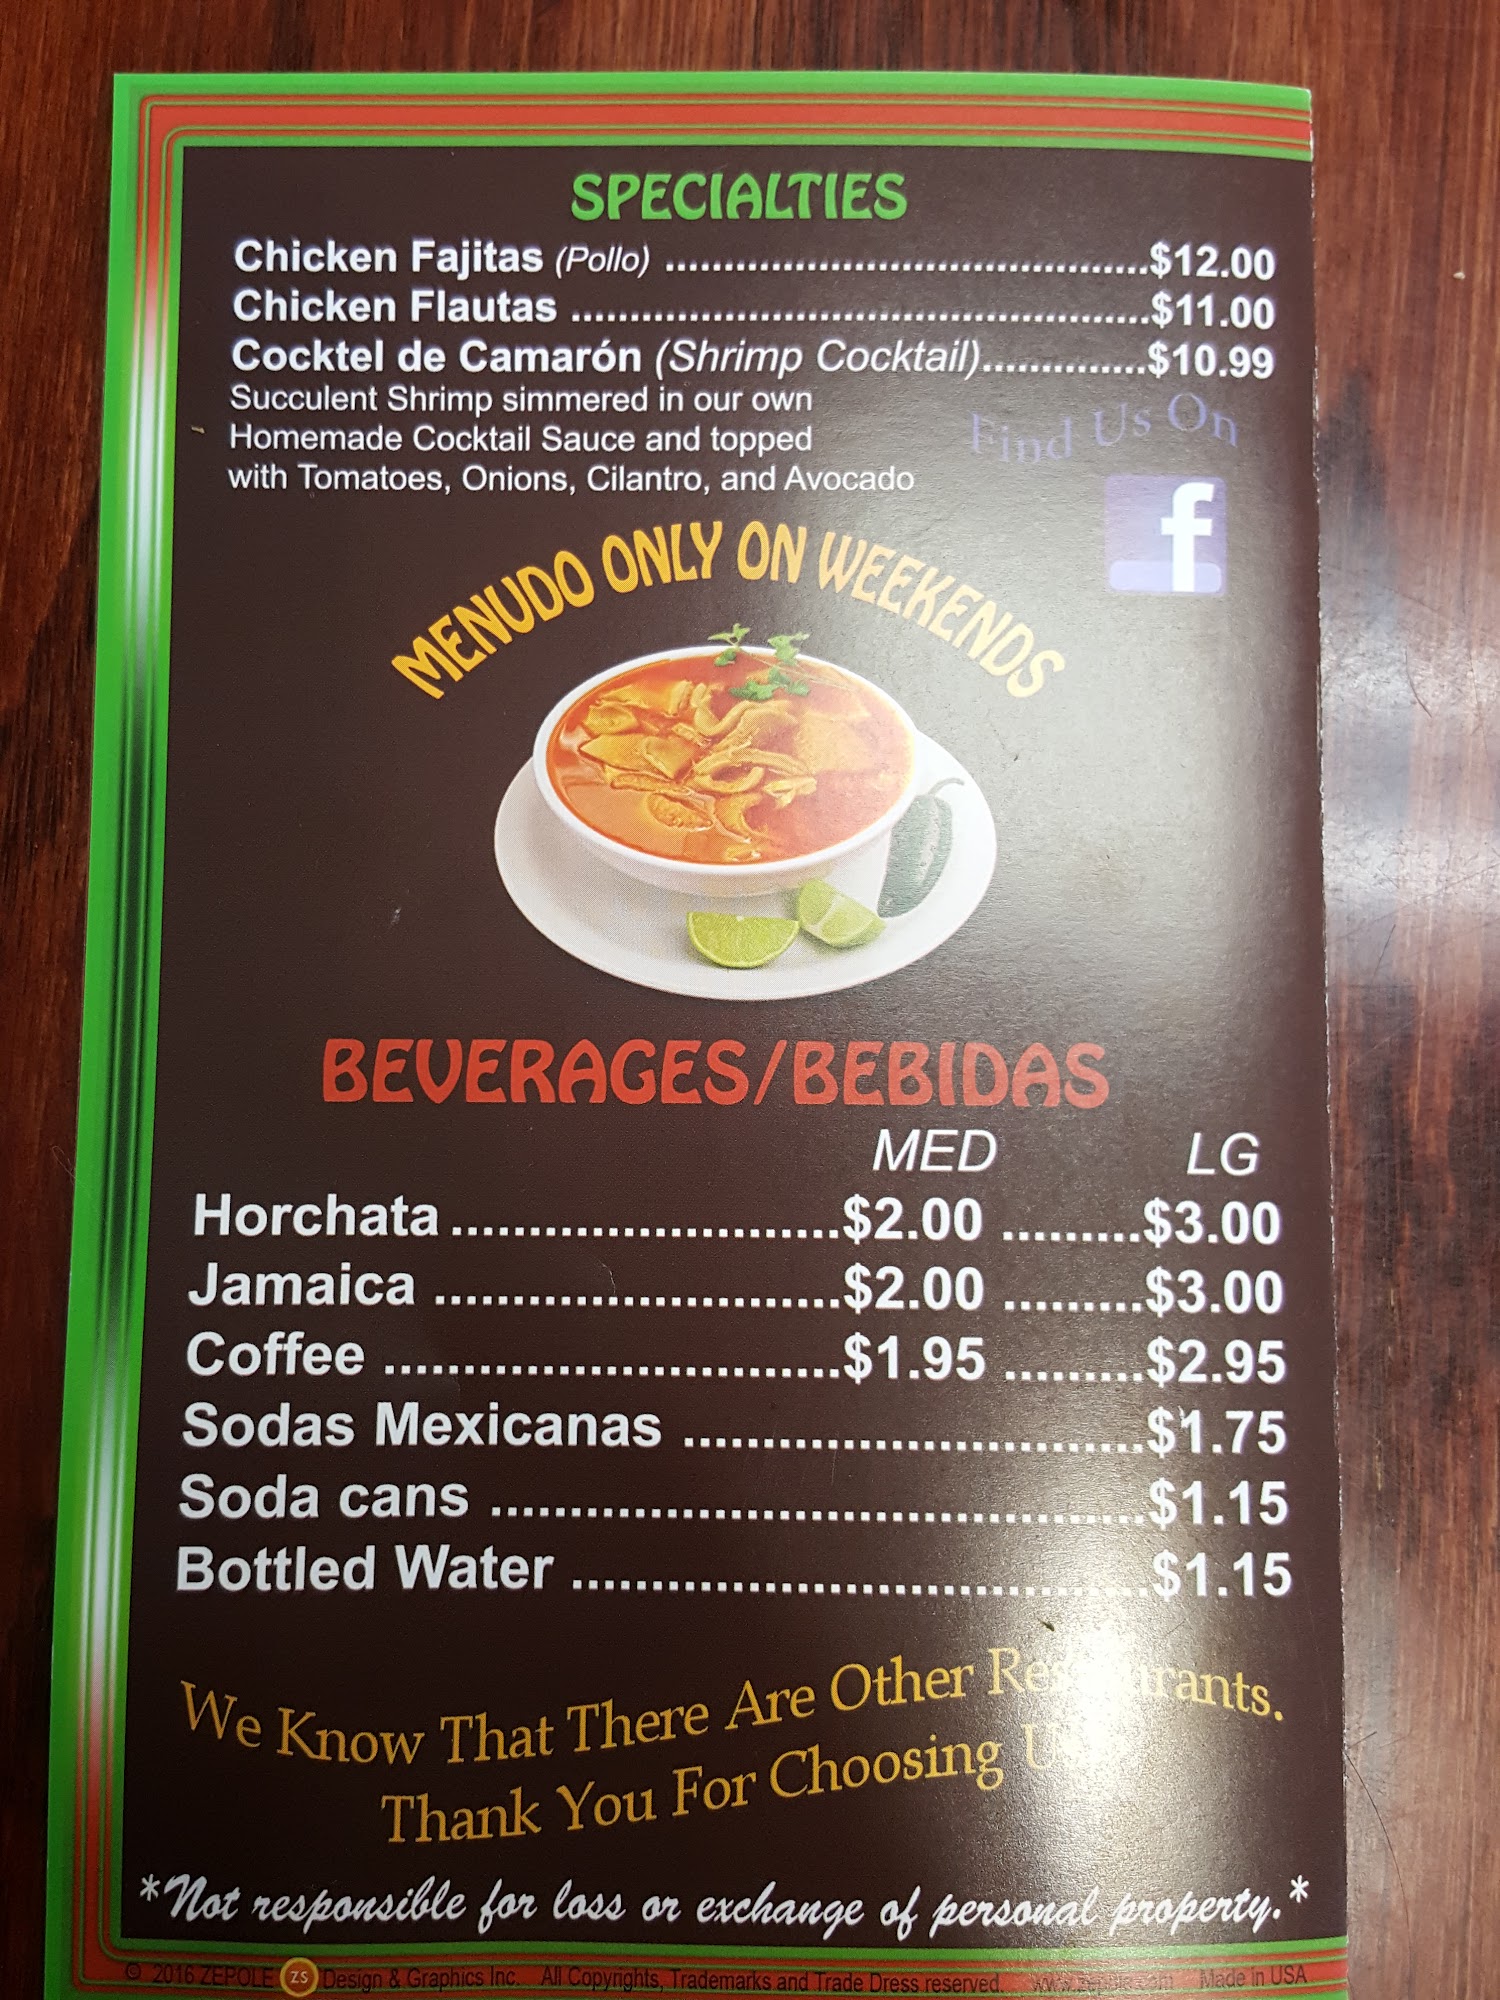 SPECIALTIES
Chicken Fajitas (Pollo) ........................................$12.00
Chicken Flautas ................................................$11.00
Cocktel de Camarón (Shrimp Cocktail)..............$10.99
Succulent Shrimp simmered in our own
Homemade Cocktail Sauce and topped
with Tomatoes, Onions, Cilantro, and Avocado
Find Us On
f
MENUDO ONLY ON WEEKENDS
BEVERAGES/BEBIDAS
MED LG
Horchata .........................$2.00 .........$3.00
Jamaica ..........................$2.00 .........$3.00
Coffee .............................$1.95 .........$2.95
Sodas Mexicanas .............................$1.75
Soda cans ..........................................$1.15
Bottled Water .....................................$1.15
We Know That There Are Other Restaurants.
Thank You For Choosing
*Not responsible for loss or exchange of personal property.*
© 2016 ZEPOLE ZS Design & Graphics Inc. All Copyrights, Trademarks and Trade Dress reserved. www.zepole.com Made in USA